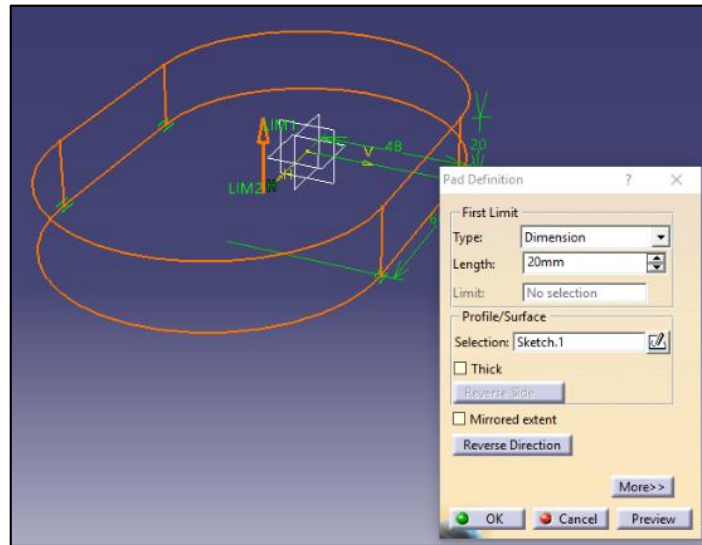 LIM1
48
V
20
LIM2
H
Pad Definition ? ×
First Limit
Type: Dimension
Length: 20mm
Limit: No selection
Profile/Surface
Selection: Sketch.1
Thick
Reverse Side
Mirrored extent
Reverse Direction
More>>
OK Cancel Preview